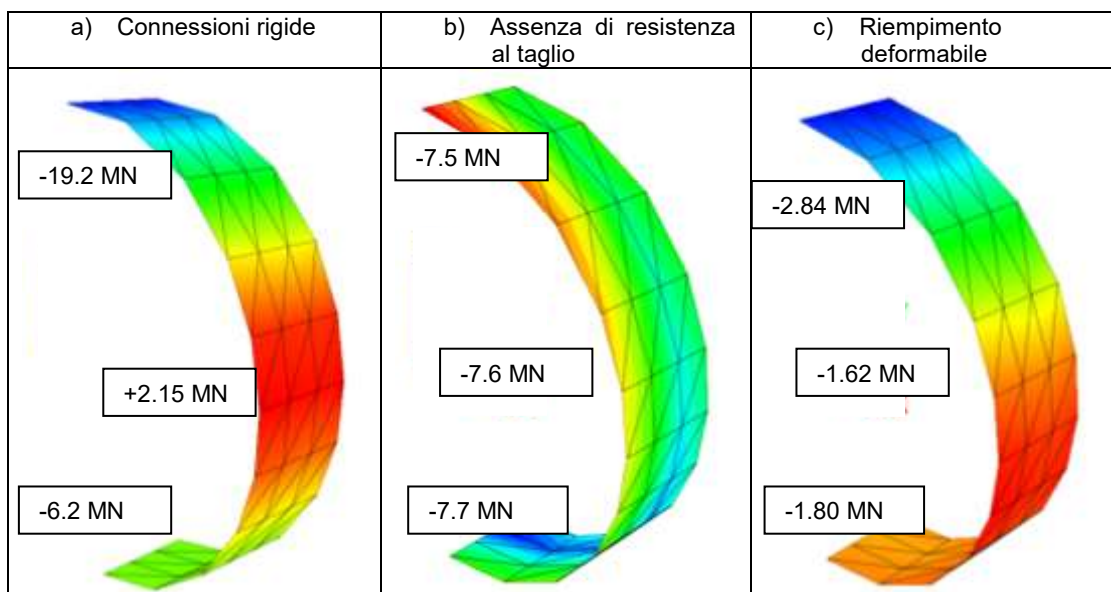 a) Connessioni rigide
b) Assenza di resistenza
al taglio
c) Riempimento
deformabile
-19.2 MN
+2.15 MN
-6.2 MN
-7.5 MN
-7.6 MN
-7.7 MN
-2.84 MN
-1.62 MN
-1.80 MN